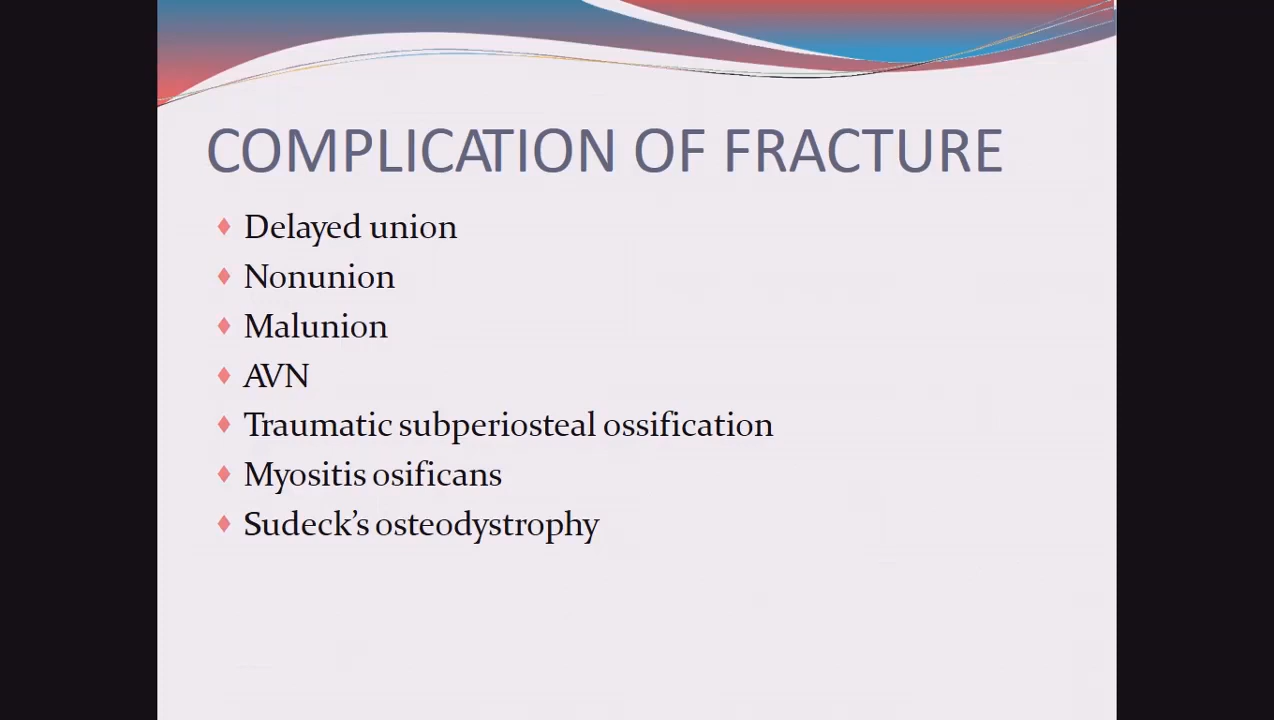 COMPLICATION OF FRACTURE
Delayed union
Nonunion
Malunion
AVN
Traumatic subperiosteal ossification
Myositis osificans
Sudeck’s osteodystrophy